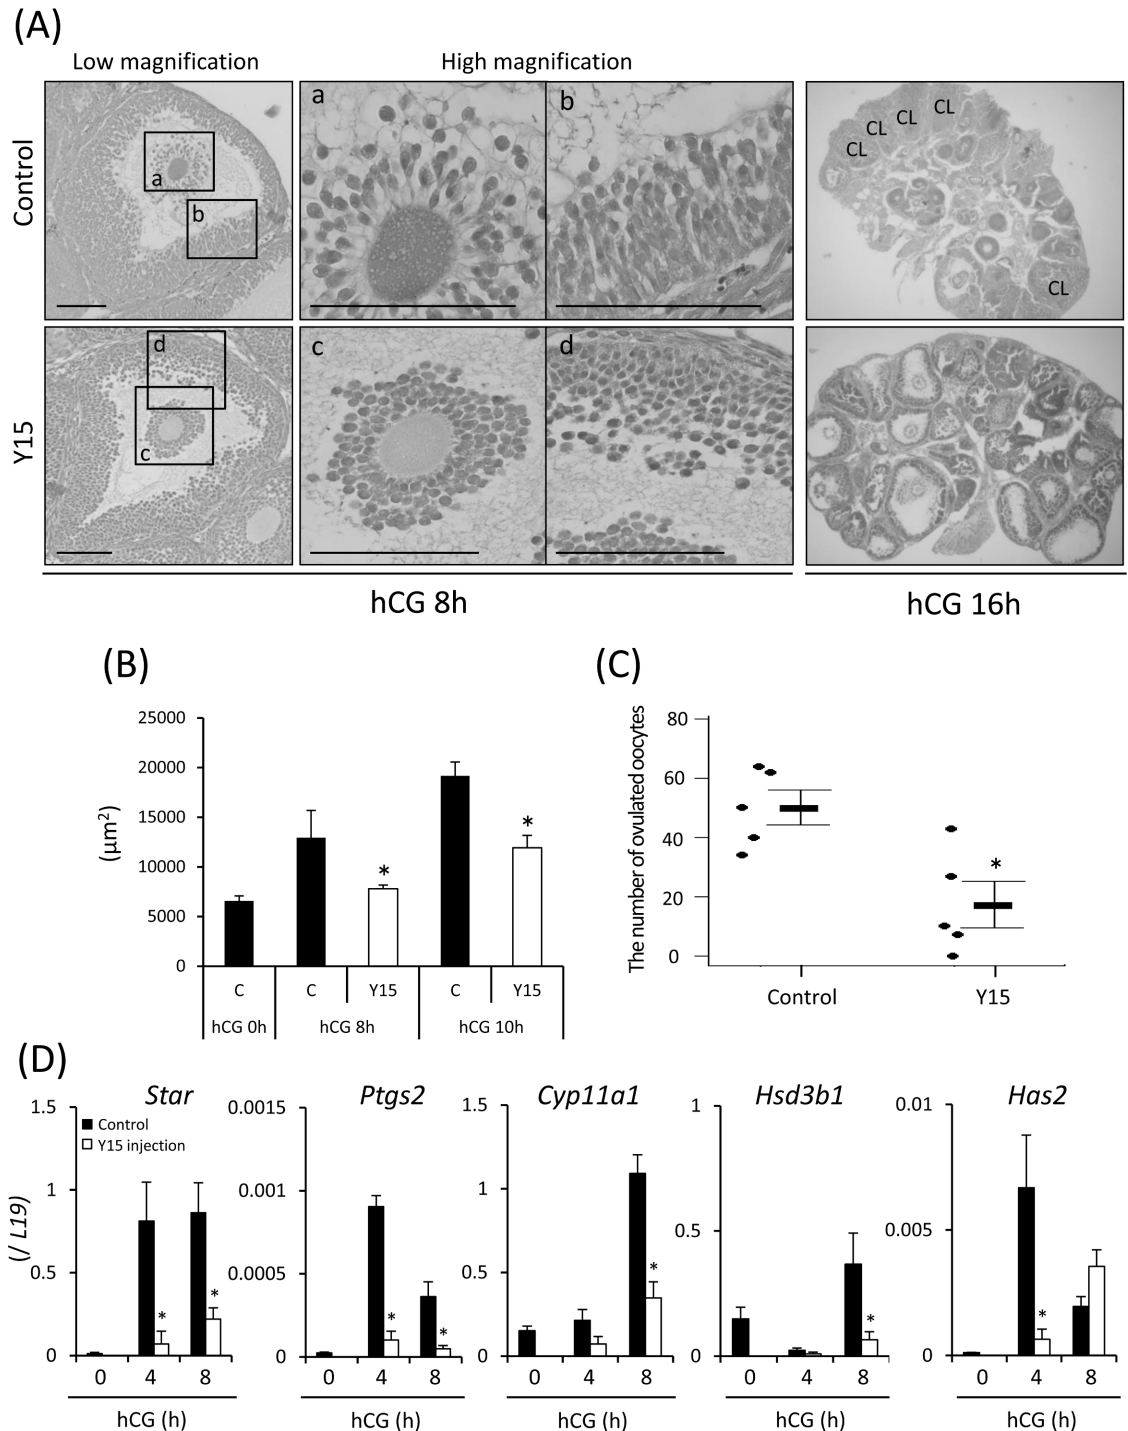 (A)
Low magnification
High magnification
Control
a
b
a
b
CL
CL
CL
CL
CL
Y15
d
c
c
d
hCG 8h
hCG 16h
(B)
(μm2)
25000
20000
15000
10000
5000
0
*
*
C
C
Y15
C
Y15
hCG 0h
hCG 8h
hCG 10h
(C)
The number of ovulated oocytes
80
60
40
20
0
*
Control
Y15
(D)
(/ L19)
Star
1.5
1
0.5
0
Control
Y15 injection
*
*
0 4 8
hCG (h)
Ptgs2
0.0015
0.001
0.0005
0
*
*
0 4 8
hCG (h)
Cyp11a1
1.5
1
0.5
0
*
0 4 8
hCG (h)
Hsd3b1
1
0.5
0
*
0 4 8
hCG (h)
Has2
0.01
0.005
0
*
0 4 8
hCG (h)